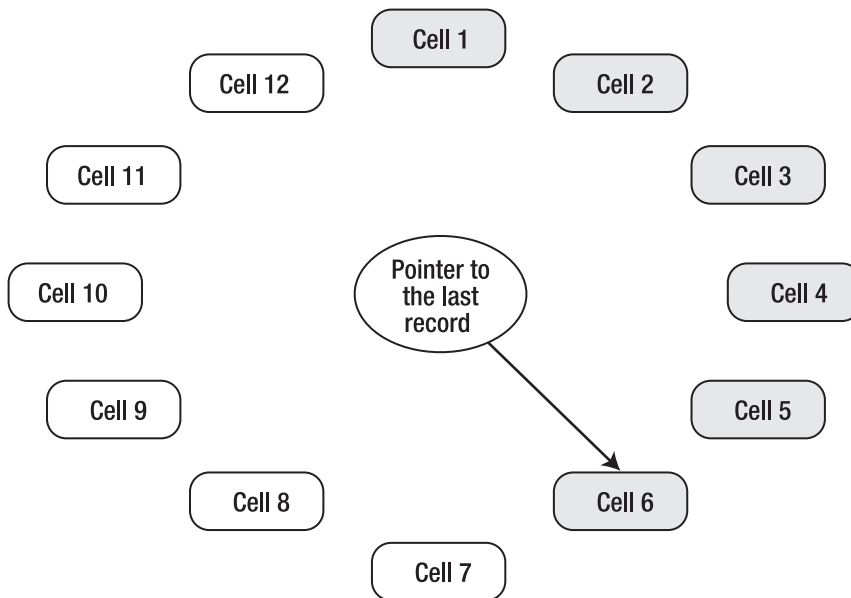 Cell 1
Cell 2
Cell 3
Cell 4
Cell 5
Cell 6
Cell 7
Cell 8
Cell 9
Cell 10
Cell 11
Cell 12
Pointer to
the last
record